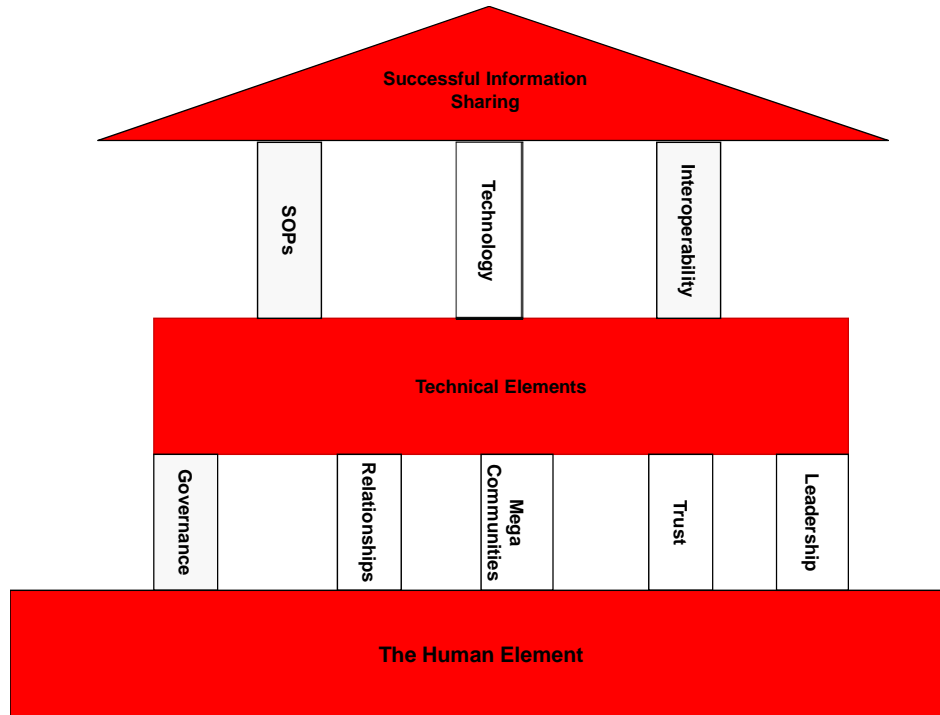 Successful Information
Sharing
SOPs
Technology
Interoperability
Technical Elements
Governance
Relationships
Mega
Communities
Trust
Leadership
The Human Element